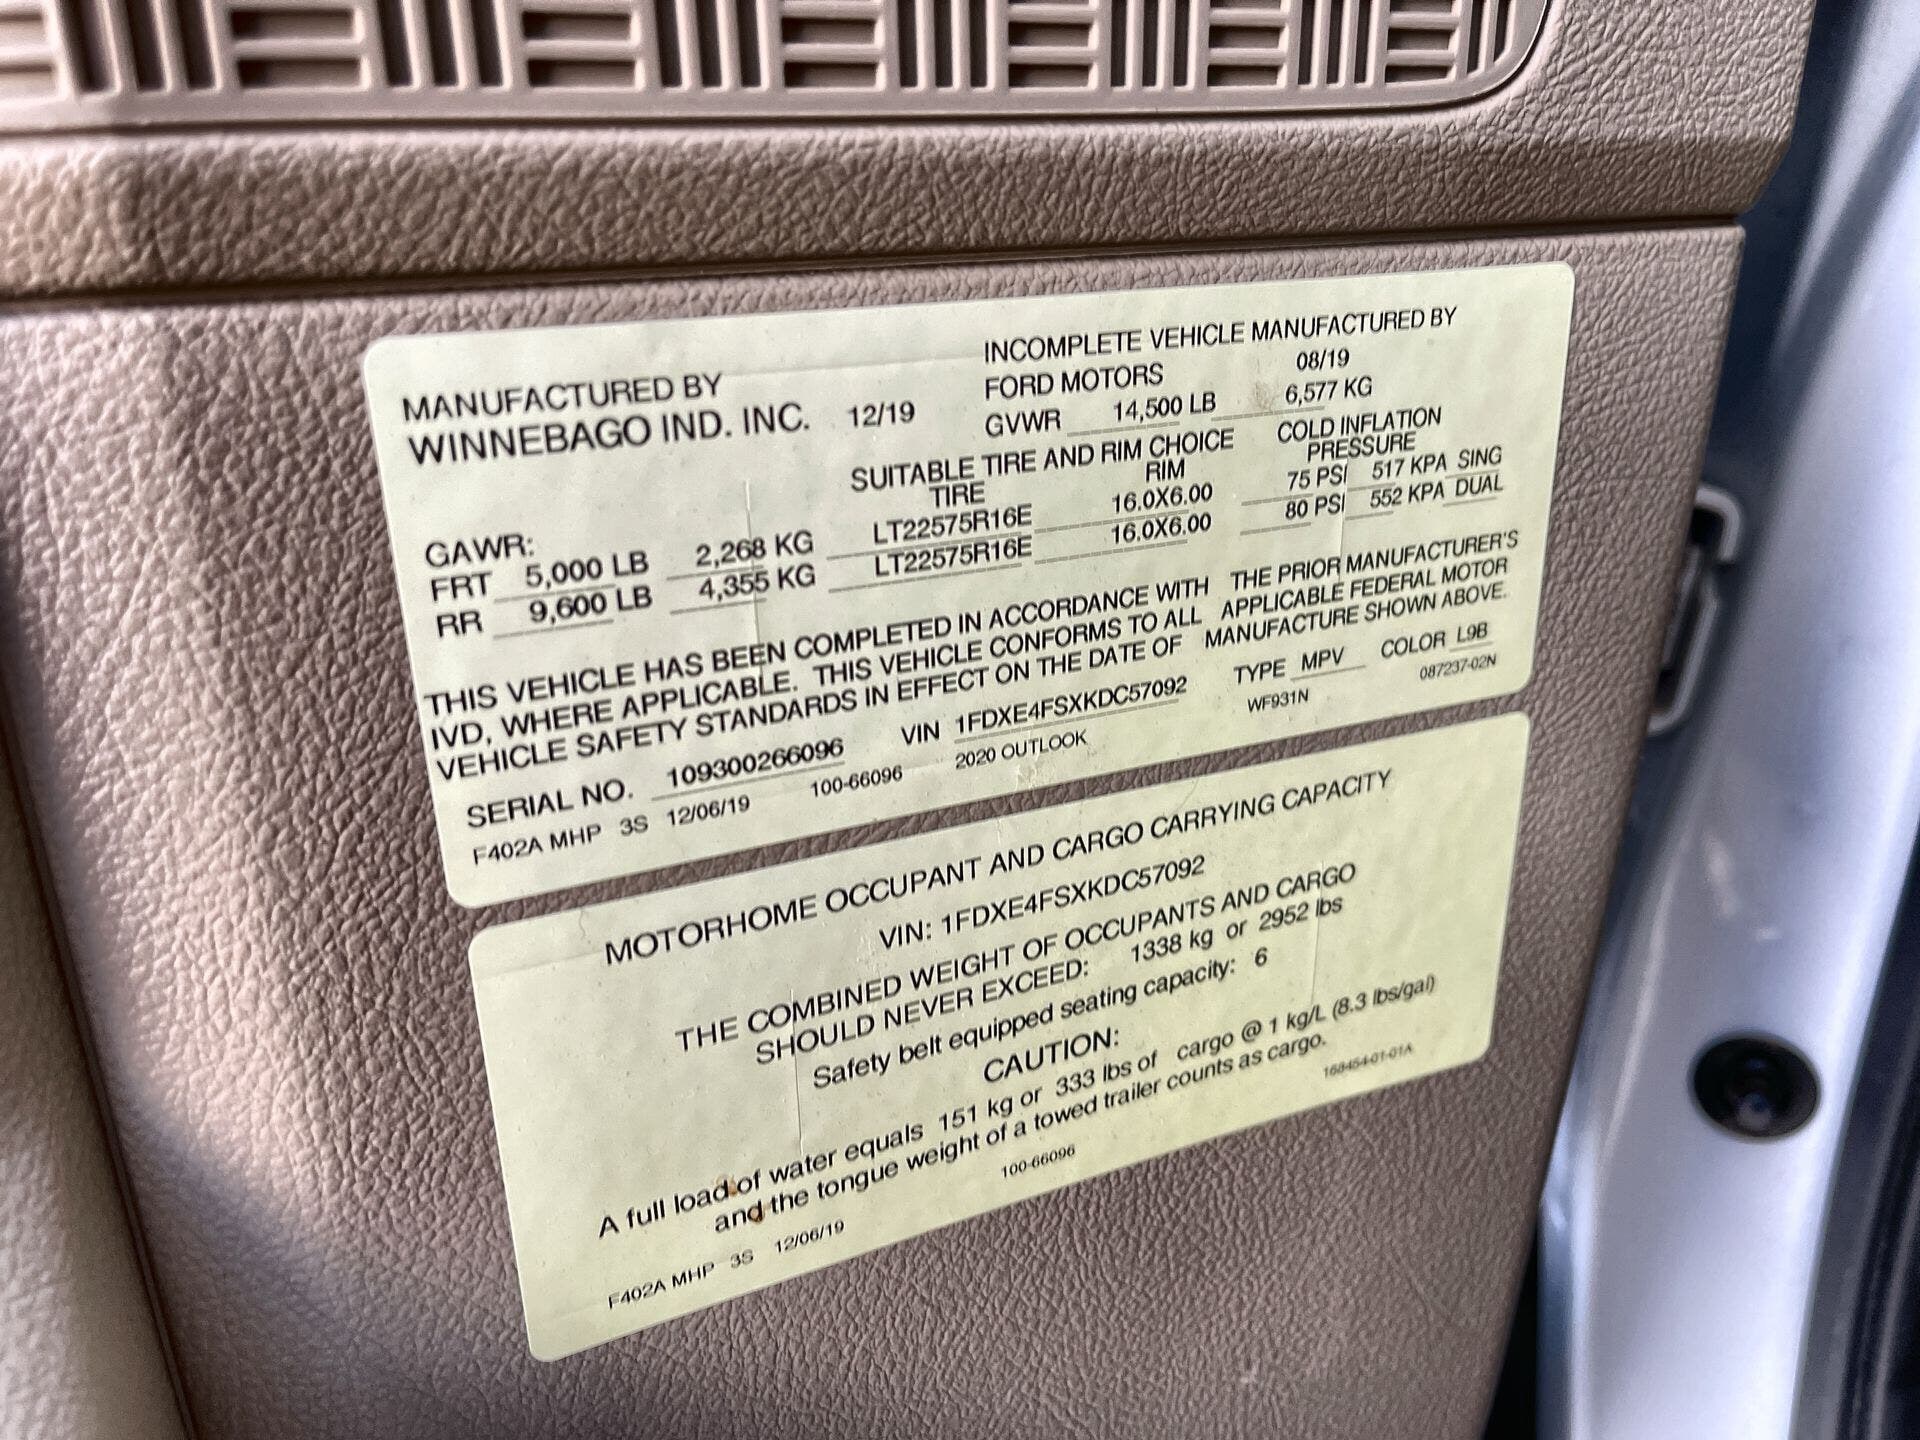 MANUFACTURED BY
WINNEBAGO IND. INC. 12/19
INCOMPLETE VEHICLE MANUFACTURED BY
FORD MOTORS 08/19
GVWR 14,500 LB 6,577 KG
SUITABLE TIRE AND RIM CHOICE
TIRE RIM
COLD INFLATION
PRESSURE
GAWR:
FRT 5,000 LB 2,268 KG LT22575R16E 16.0X6.00 75 PSI 517 KPA SING
RR 9,600 LB 4,355 KG LT22575R16E 16.0X6.00 80 PSI 552 KPA DUAL
THIS VEHICLE HAS BEEN COMPLETED IN ACCORDANCE WITH THE PRIOR MANUFACTURER'S
IVD, WHERE APPLICABLE. THIS VEHICLE CONFORMS TO ALL APPLICABLE FEDERAL MOTOR
VEHICLE SAFETY STANDARDS IN EFFECT ON THE DATE OF MANUFACTURE SHOWN ABOVE.
SERIAL NO. 109300266096 VIN 1FDXE4FSXKDC57092 TYPE MPV COLOR L9B
F402A MHP 3S 12/06/19 100-66096 2020 OUTLOOK WF931N 087237-02N
MOTORHOME OCCUPANT AND CARGO CARRYING CAPACITY
VIN: 1FDXE4FSXKDC57092
THE COMBINED WEIGHT OF OCCUPANTS AND CARGO
SHOULD NEVER EXCEED: 1338 kg or 2952 lbs
Safety belt equipped seating capacity: 6
CAUTION:
A full load of water equals 151 kg or 333 lbs of cargo @ 1 kg/L (8.3 lbs/gal)
and the tongue weight of a towed trailer counts as cargo.
168454-01-01A
F402A MHP 3S 12/06/19 100-66096